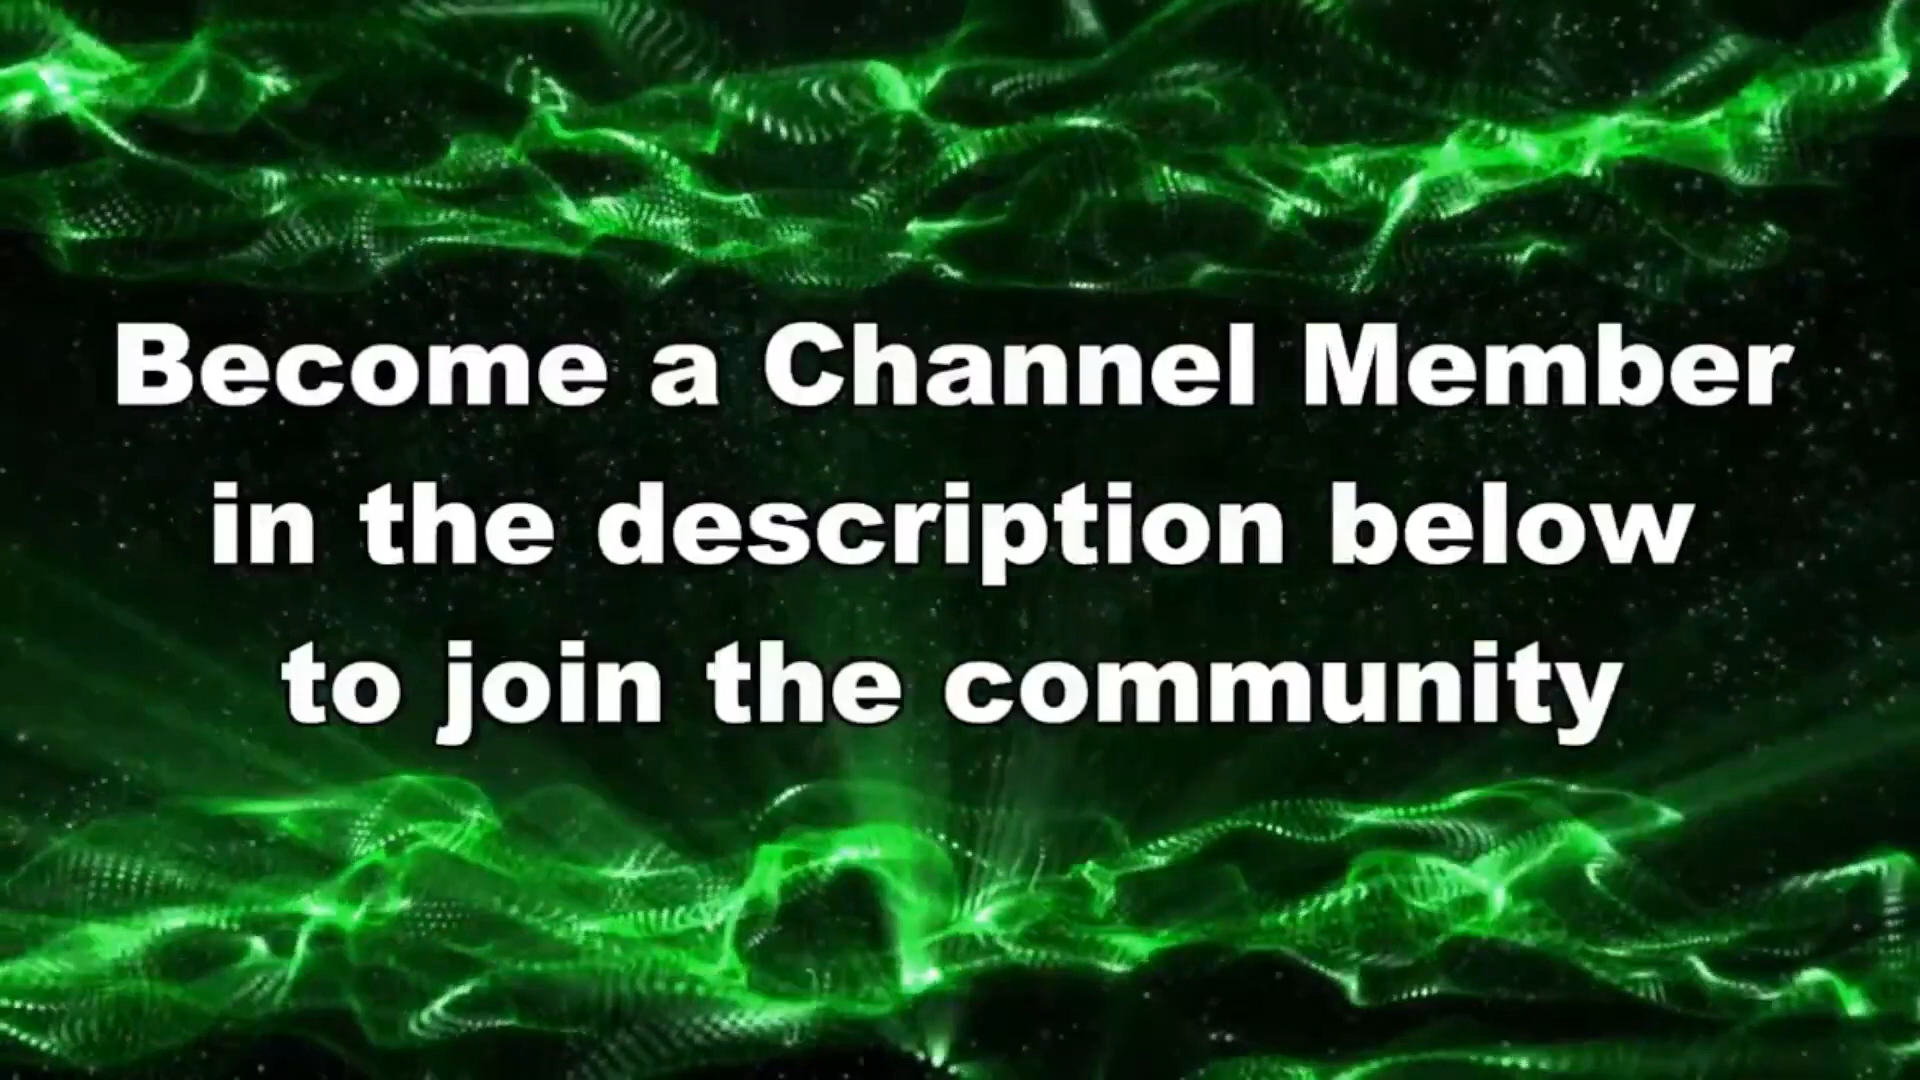 Become a Channel Member
in the description below
to join the community